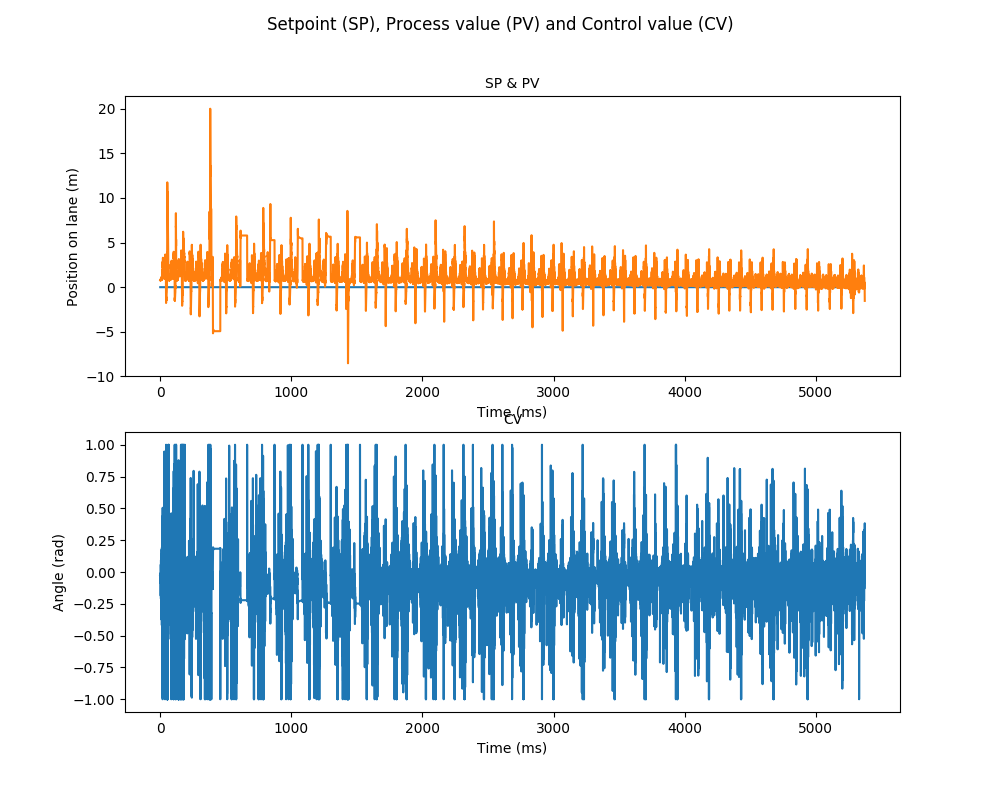 Setpoint (SP), Process value (PV) and Control value (CV)
SP & PV
20
15
10
5
0
−5
−10
Position on lane (m)
0 1000 2000 3000 4000 5000
Time (ms)
CV
1.00
0.75
0.50
0.25
0.00
−0.25
−0.50
−0.75
−1.00
Angle (rad)
0 1000 2000 3000 4000 5000
Time (ms)